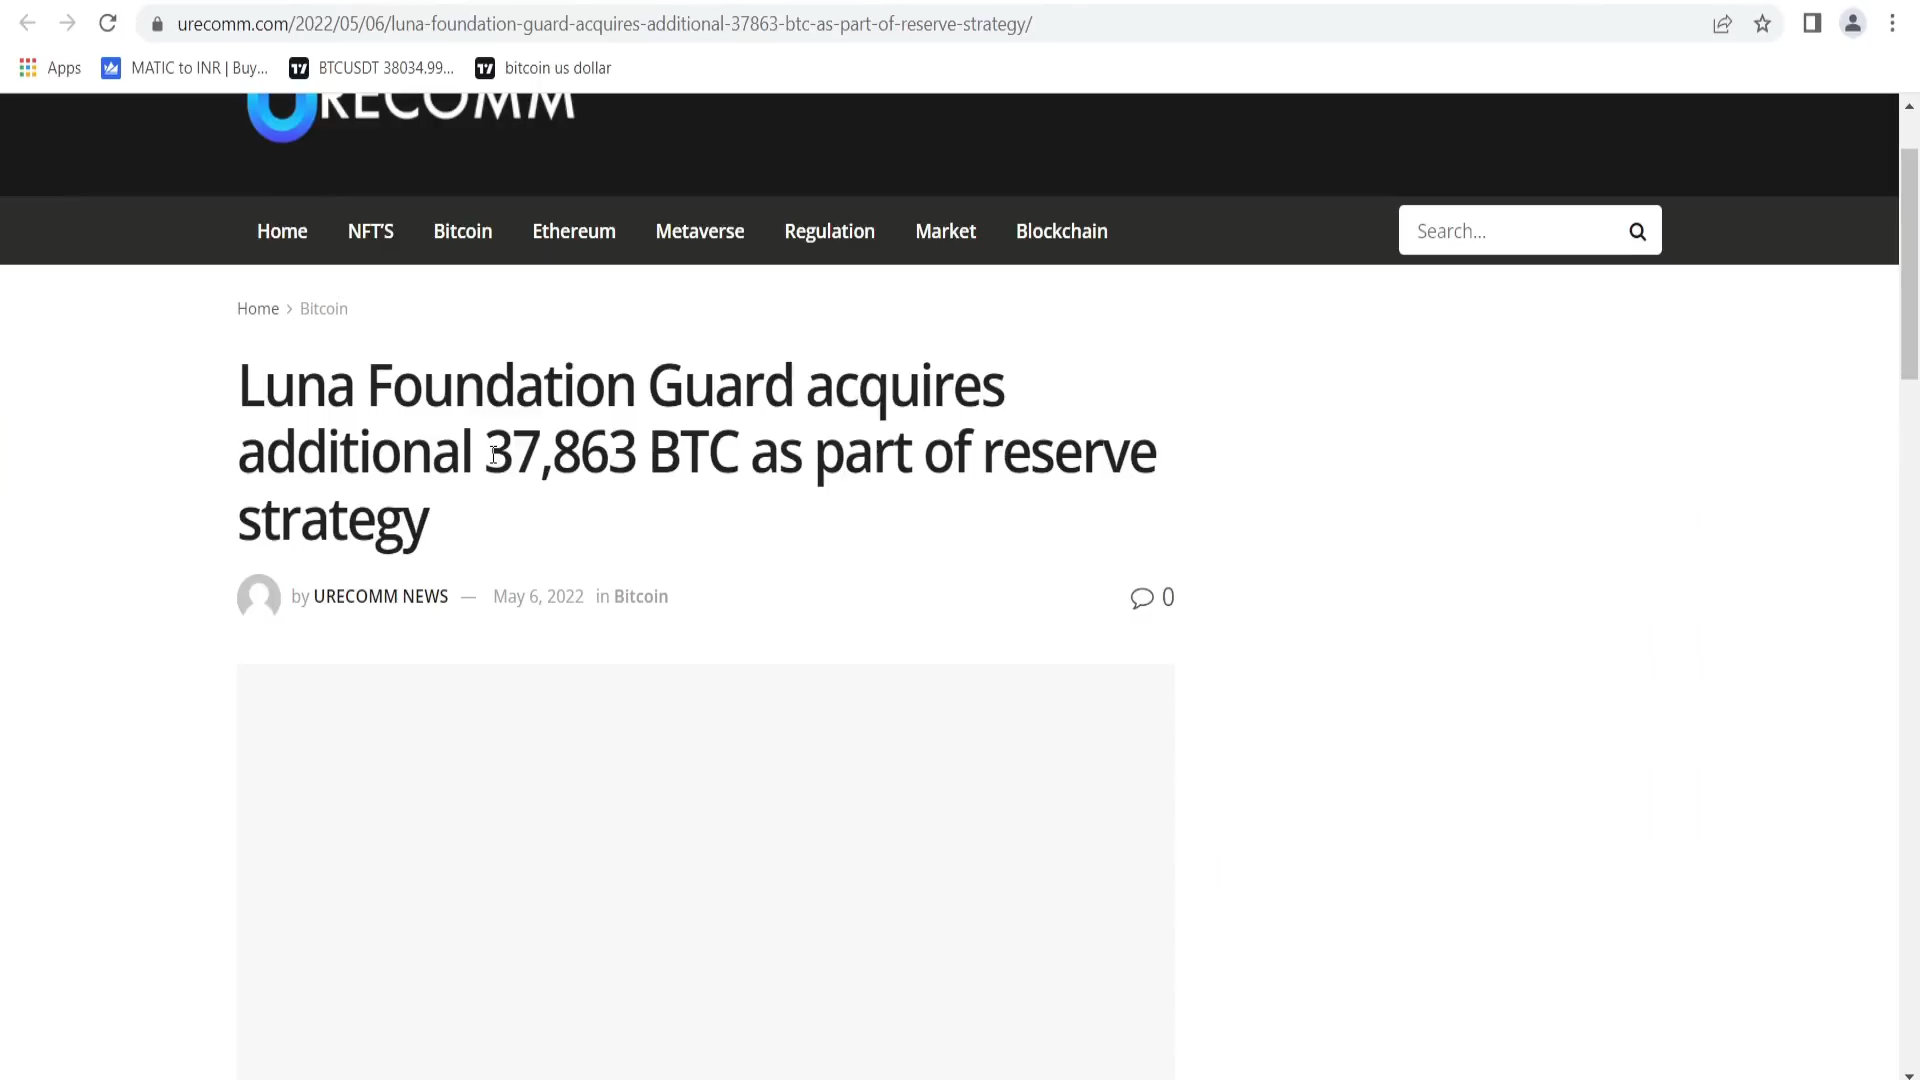 urecomm.com/2022/05/06/luna-foundation-guard-acquires-additional-37863-btc-as-part-of-reserve-strategy/
Apps MATIC to INR | Buy... BTCUSDT 38034.99... bitcoin us dollar
URECOMM
Home NFT'S Bitcoin Ethereum Metaverse Regulation Market Blockchain Search...
Home > Bitcoin
Luna Foundation Guard acquires
additional 37,863 BTC as part of reserve
strategy
by URECOMM NEWS — May 6, 2022 in Bitcoin 0